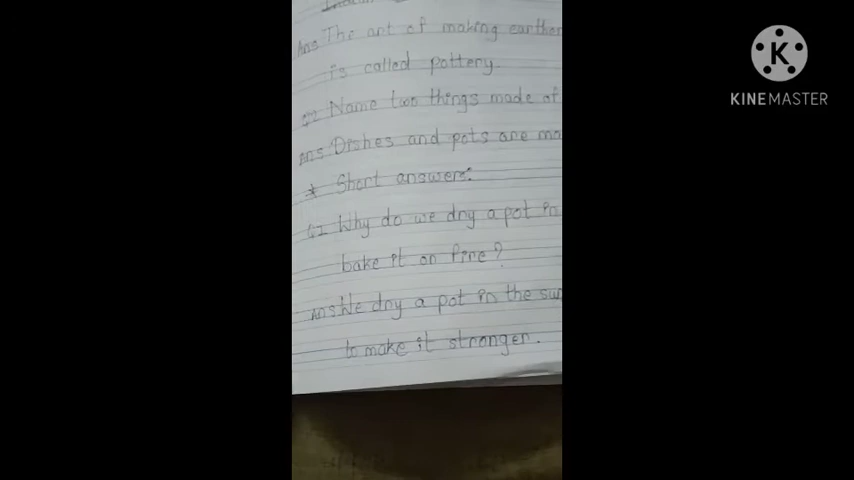 Ans The art of making earthen
is called pottery.
Q2 Name two things made of
Ans Dishes and pots are ma
* Short answers:
Q1 Why do we dry a pot in
bake it on fire?
Ans We dry a pot in the sun
to make it stronger.
K
KINEMASTER